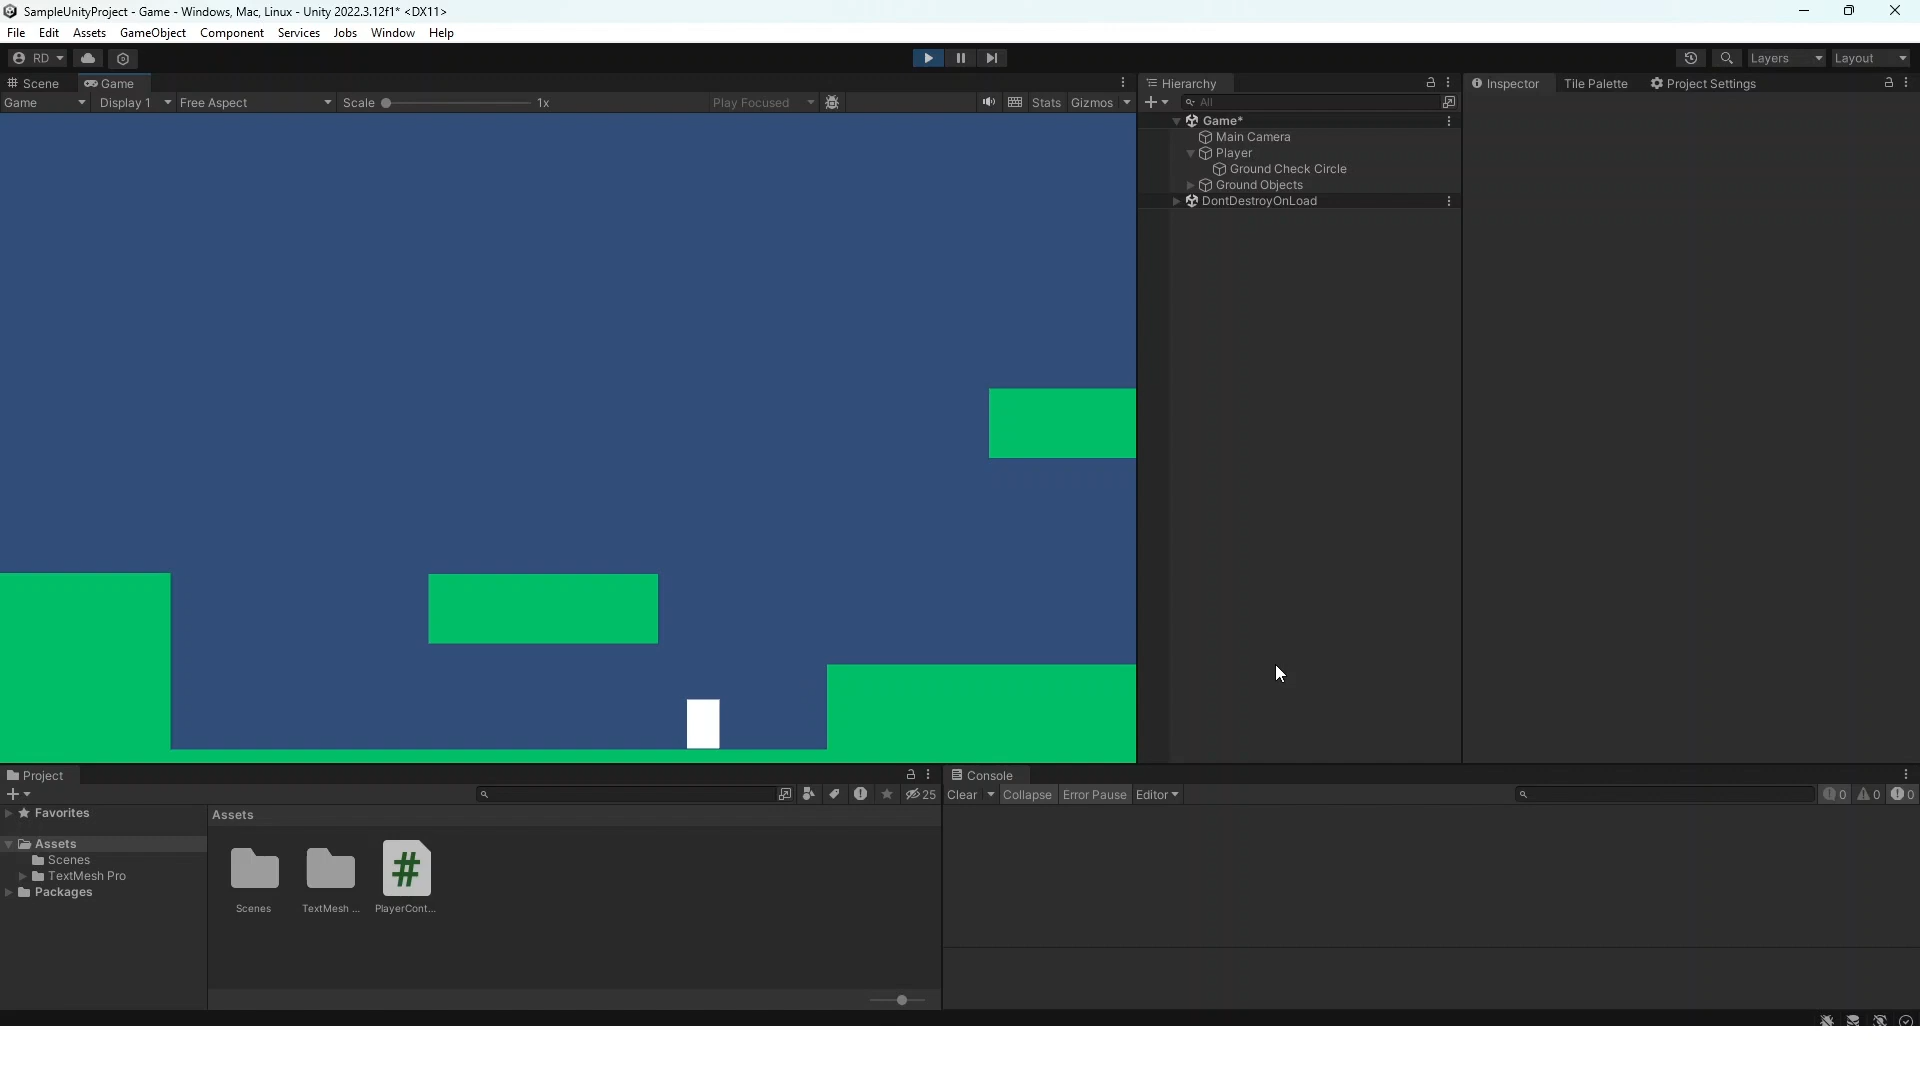 SampleUnityProject - Game - Windows, Mac, Linux - Unity 2022.3.12f1* <DX11>
File Edit Assets GameObject Component Services Jobs Window Help
RD Layers Layout
Scene Game Hierarchy Inspector Tile Palette Project Settings
Game Display 1 Free Aspect Scale 1x Play Focused Stats Gizmos All
Game*
Main Camera
Player
Ground Check Circle
Ground Objects
DontDestroyOnLoad
Project Console
25 Clear Collapse Error Pause Editor 0 0 0
Favorites Assets
Assets
Scenes
TextMesh Pro
Packages
Scenes TextMesh ... PlayerCont...